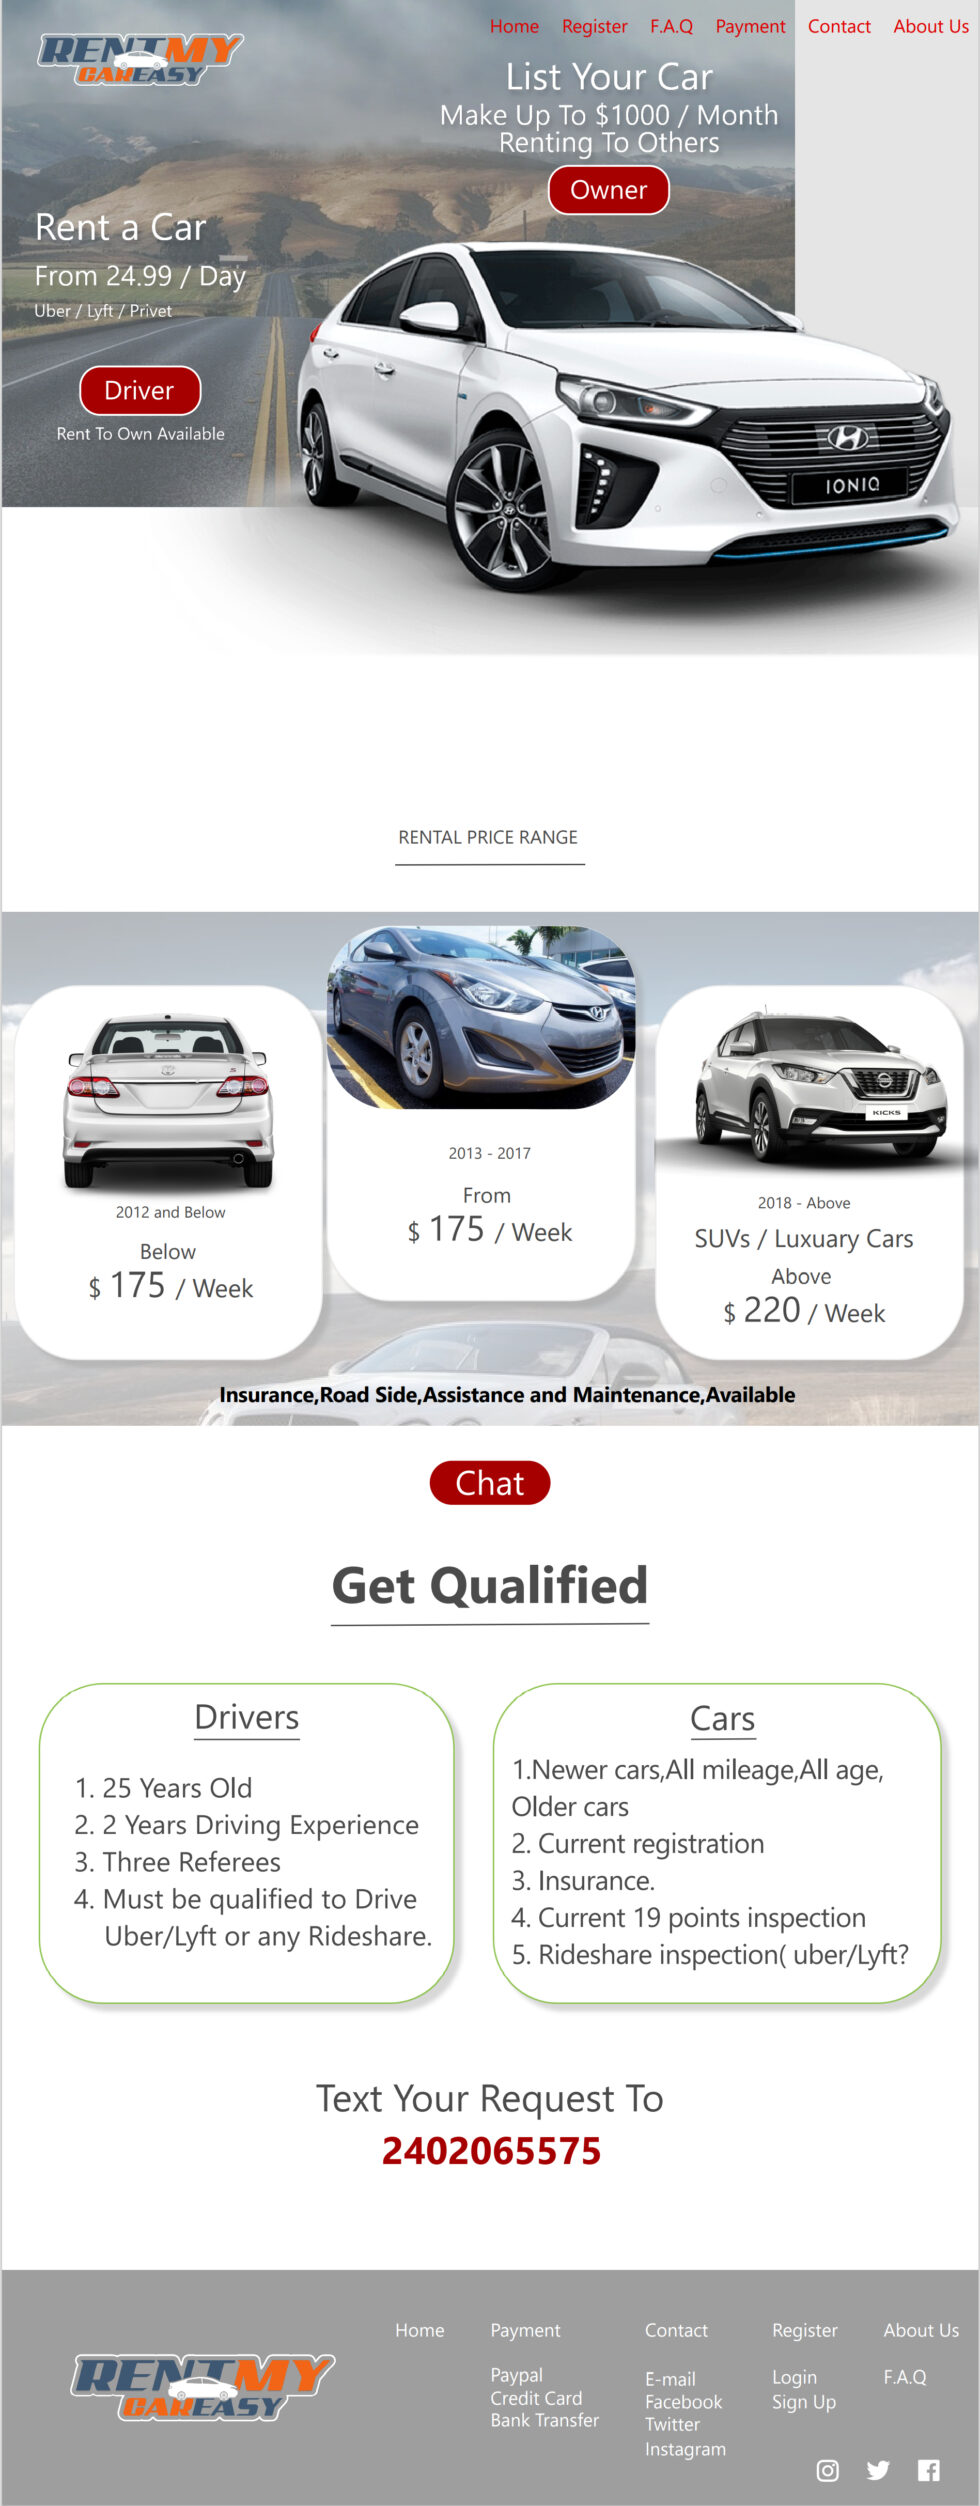 RENTMY
CAREASY
Home Register F.A.Q Payment Contact About Us
List Your Car
Make Up To $1000 / Month
Renting To Others
Owner
Rent a Car
From 24.99 / Day
Uber / Lyft / Privet
Driver
Rent To Own Available
IONIQ
RENTAL PRICE RANGE
S
2012 and Below
Below
$ 175 / Week
2013 - 2017
From
$ 175 / Week
KICKS
2018 - Above
SUVs / Luxuary Cars
Above
$ 220 / Week
Insurance,Road Side,Assistance and Maintenance,Available
Chat
Get Qualified
Drivers
1. 25 Years Old
2. 2 Years Driving Experience
3. Three Referees
4. Must be qualified to Drive
Uber/Lyft or any Rideshare.
Cars
1.Newer cars,All mileage,All age,
Older cars
2. Current registration
3. Insurance.
4. Current 19 points inspection
5. Rideshare inspection( uber/Lyft?
Text Your Request To
2402065575
RENTMY
CAREASY
Home
Payment
Paypal
Credit Card
Bank Transfer
Contact
E-mail
Facebook
Twitter
Instagram
Register
Login
Sign Up
About Us
F.A.Q